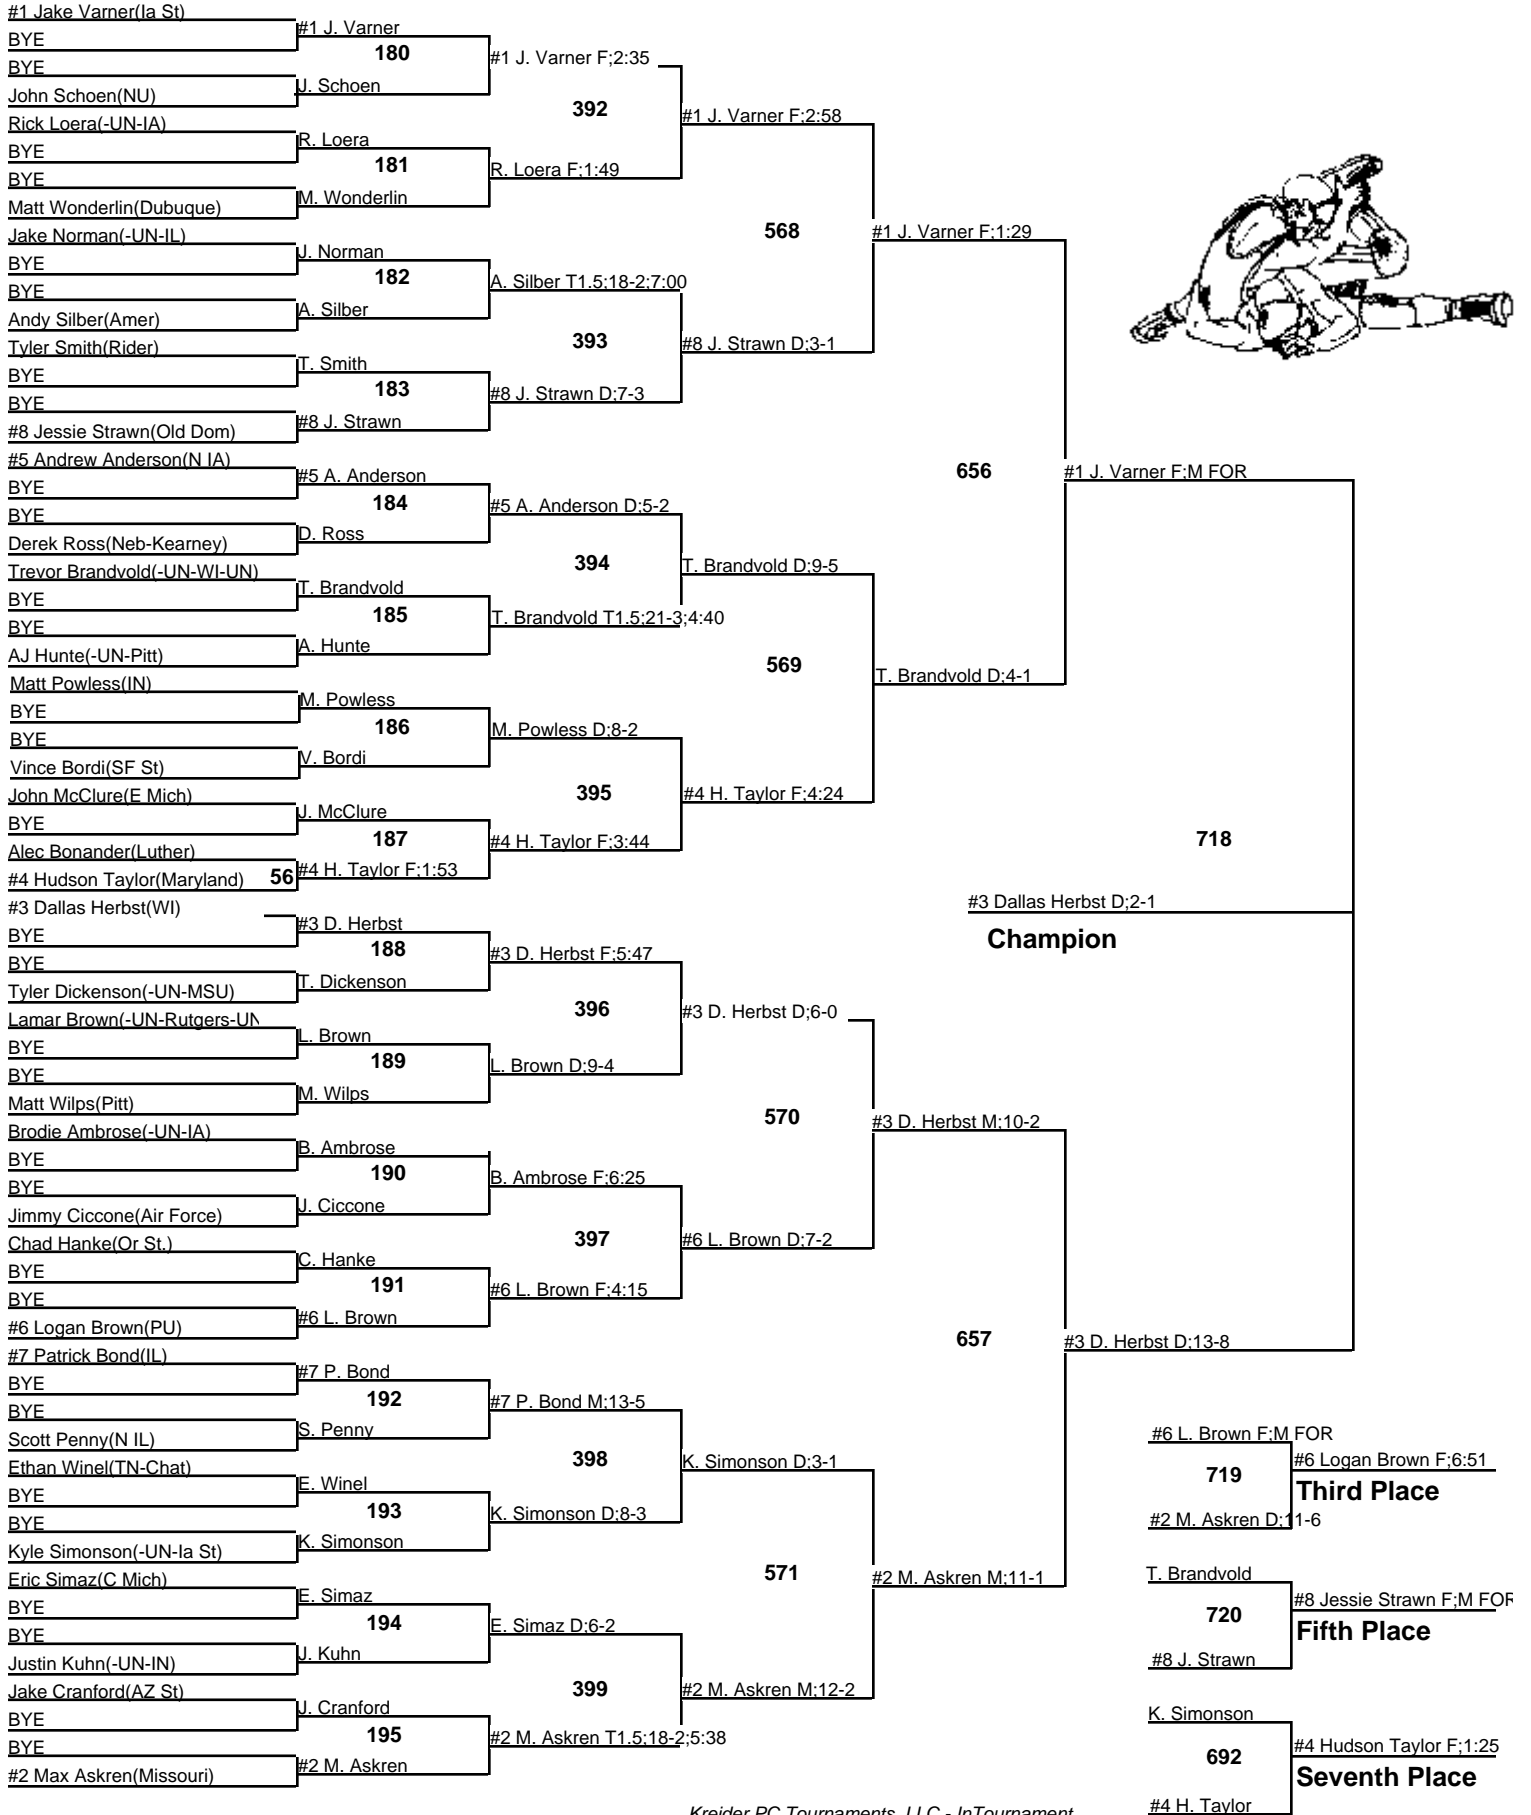 #1 Jake Varner(Ia St)
BYE
BYE
John Schoen(NU)
Rick Loera(-UN-IA)
BYE
BYE
Matt Wonderlin(Dubuque)
Jake Norman(-UN-IL)
BYE
BYE
Andy Silber(Amer)
Tyler Smith(Rider)
BYE
BYE
#8 Jessie Strawn(Old Dom)
#5 Andrew Anderson(N IA)
BYE
BYE
Derek Ross(Neb-Kearney)
Trevor Brandvold(-UN-WI-UN)
BYE
BYE
AJ Hunte(-UN-Pitt)
Matt Powless(IN)
BYE
BYE
Vince Bordi(SF St)
John McClure(E Mich)
BYE
Alec Bonander(Luther)
#4 Hudson Taylor(Maryland)
56
#3 Dallas Herbst(WI)
BYE
BYE
Tyler Dickenson(-UN-MSU)
Lamar Brown(-UN-Rutgers-UN
BYE
BYE
Matt Wilps(Pitt)
Brodie Ambrose(-UN-IA)
BYE
BYE
Jimmy Ciccone(Air Force)
Chad Hanke(Or St.)
BYE
BYE
#6 Logan Brown(PU)
#7 Patrick Bond(IL)
BYE
BYE
Scott Penny(N IL)
Ethan Winel(TN-Chat)
BYE
BYE
Kyle Simonson(-UN-Ia St)
Eric Simaz(C Mich)
BYE
BYE
Justin Kuhn(-UN-IN)
Jake Cranford(AZ St)
BYE
BYE
#2 Max Askren(Missouri)
#1 J. Varner
180
J. Schoen
R. Loera
181
M. Wonderlin
J. Norman
182
A. Silber
T. Smith
183
#8 J. Strawn
#5 A. Anderson
184
D. Ross
T. Brandvold
185
A. Hunte
M. Powless
186
V. Bordi
J. McClure
187
#4 H. Taylor F;1:53
#3 D. Herbst
188
T. Dickenson
L. Brown
189
M. Wilps
B. Ambrose
190
J. Ciccone
C. Hanke
191
#6 L. Brown
#7 P. Bond
192
S. Penny
E. Winel
193
K. Simonson
E. Simaz
194
J. Kuhn
J. Cranford
195
#2 M. Askren
#1 J. Varner F;2:35
392
R. Loera F;1:49
A. Silber T1.5;18-2;7:00
393
#8 J. Strawn D;7-3
#5 A. Anderson D;5-2
394
T. Brandvold T1.5;21-3;4:40
M. Powless D;8-2
395
#4 H. Taylor F;3:44
#3 D. Herbst F;5:47
396
L. Brown D;9-4
B. Ambrose F;6:25
397
#6 L. Brown F;4:15
#7 P. Bond M;13-5
398
K. Simonson D;8-3
E. Simaz D;6-2
399
#2 M. Askren T1.5;18-2;5:38
#1 J. Varner F;2:58
568
#8 J. Strawn D;3-1
T. Brandvold D;9-5
569
#4 H. Taylor F;4:24
#3 D. Herbst D;6-0
570
#6 L. Brown D;7-2
K. Simonson D;3-1
571
#2 M. Askren M;12-2
#1 J. Varner F;1:29
656
T. Brandvold D;4-1
#3 D. Herbst M;10-2
657
#2 M. Askren M;11-1
#1 J. Varner F;M FOR
718
#3 D. Herbst D;13-8
#3 Dallas Herbst D;2-1
Champion
#6 L. Brown F;M FOR
719
#2 M. Askren D;11-6
#6 Logan Brown F;6:51
Third Place
T. Brandvold
720
#8 J. Strawn
#8 Jessie Strawn F;M FOR
Fifth Place
K. Simonson
692
#4 H. Taylor
#4 Hudson Taylor F;1:25
Seventh Place
Kreider PC Tournaments, LLC - InTournament